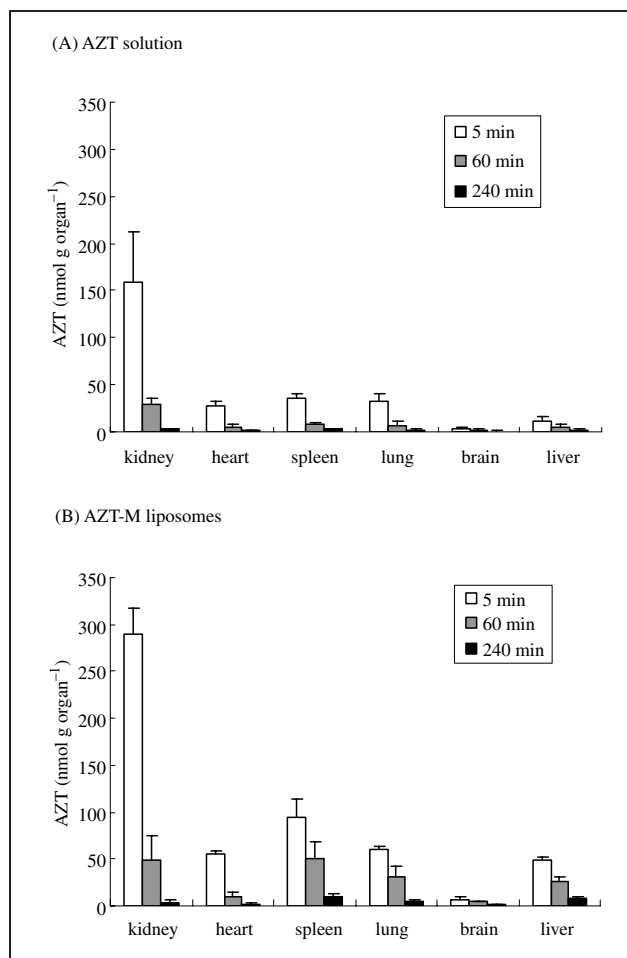 (A) AZT solution
350
300
250
200
150
100
50
0
AZT (nmol g organ⁻¹)
5 min
60 min
240 min
kidney heart spleen lung brain liver
(B) AZT-M liposomes
350
300
250
200
150
100
50
0
AZT (nmol g organ⁻¹)
5 min
60 min
240 min
kidney heart spleen lung brain liver